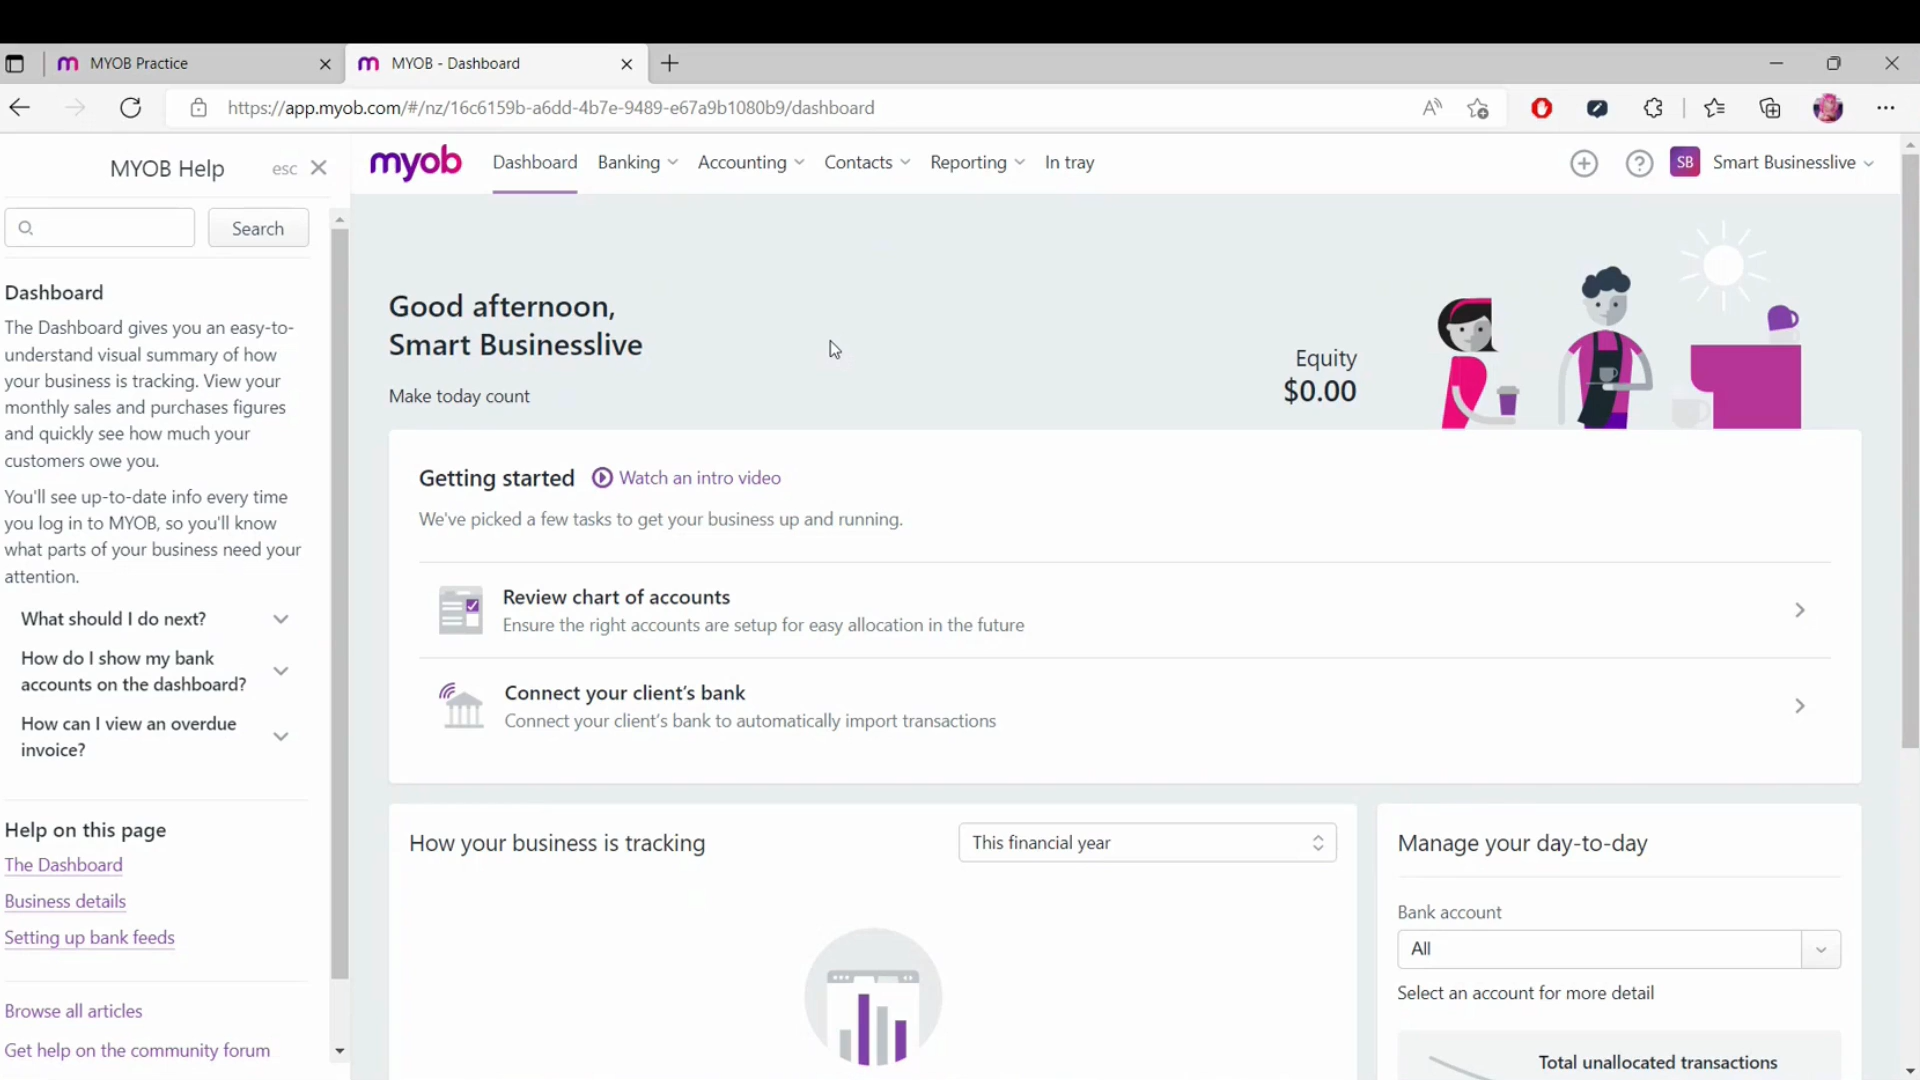 MYOB Practice
MYOB - Dashboard
https://app.myob.com/#/nz/16c6159b-a6dd-4b7e-9489-e67a9b1080b9/dashboard
MYOB Help
esc
Search
Dashboard
The Dashboard gives you an easy-to-
understand visual summary of how
your business is tracking. View your
monthly sales and purchases figures
and quickly see how much your
customers owe you.
You'll see up-to-date info every time
you log in to MYOB, so you'll know
what parts of your business need your
attention.
What should I do next?
How do I show my bank
accounts on the dashboard?
How can I view an overdue
invoice?
Help on this page
The Dashboard
Business details
Setting up bank feeds
Browse all articles
Get help on the community forum
myob
Dashboard
Banking
Accounting
Contacts
Reporting
In tray
SB
Smart Businesslive
Good afternoon,
Smart Businesslive
Make today count
Equity
$0.00
Getting started
Watch an intro video
We've picked a few tasks to get your business up and running.
Review chart of accounts
Ensure the right accounts are setup for easy allocation in the future
Connect your client's bank
Connect your client's bank to automatically import transactions
How your business is tracking
This financial year
Manage your day-to-day
Bank account
All
Select an account for more detail
Total unallocated transactions